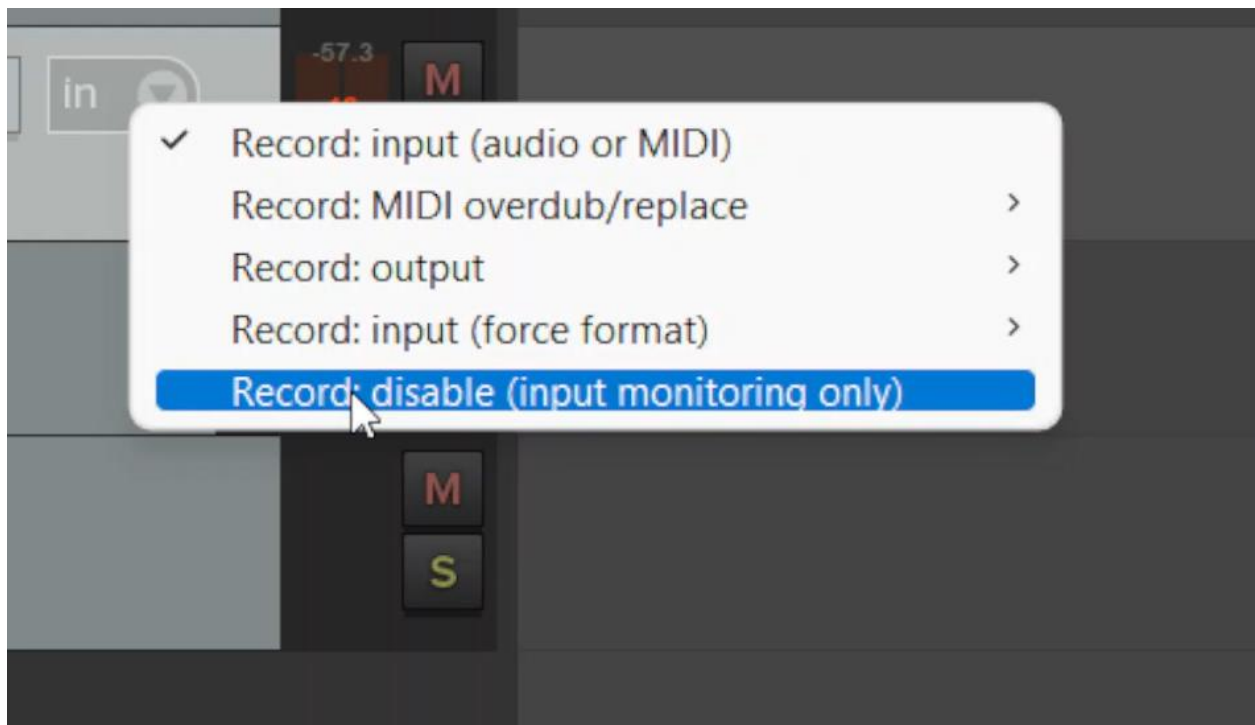 -57.3
in
M
Record: input (audio or MIDI)
Record: MIDI overdub/replace
Record: output
Record: input (force format)
Record: disable (input monitoring only)
M
S